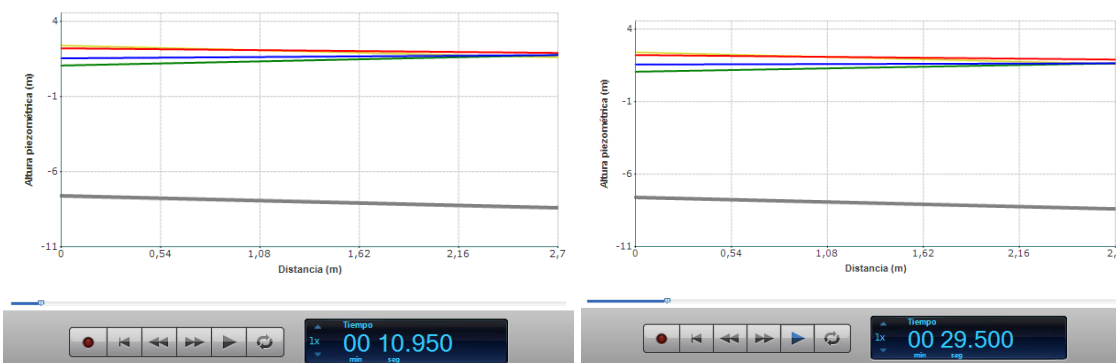 4
-1
-6
-11
Altura piezométrica (m)
0 0,54 1,08 1,62 2,16 2,7
Distancia (m)
Tiempo
1x 00 10.950
min seg
4
-1
-6
-11
Altura piezométrica (m)
0 0,54 1,08 1,62 2,16 2,
Distancia (m)
Tiempo
1x 00 29.500
min seg